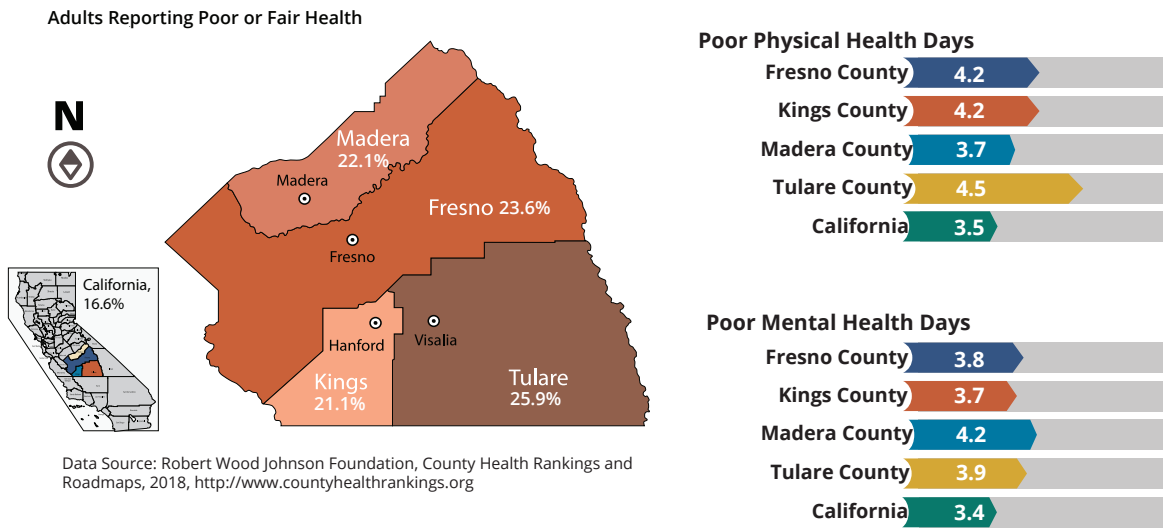 Adults Reporting Poor or Fair Health
N
Madera
22.1%
Madera
Fresno 23.6%
Fresno
California,
16.6%
Hanford
Visalia
Kings
21.1%
Tulare
25.9%
Data Source: Robert Wood Johnson Foundation, County Health Rankings and
Roadmaps, 2018, http://www.countyhealthrankings.org
Poor Physical Health Days
Fresno County 4.2
Kings County 4.2
Madera County 3.7
Tulare County 4.5
California 3.5
Poor Mental Health Days
Fresno County 3.8
Kings County 3.7
Madera County 4.2
Tulare County 3.9
California 3.4